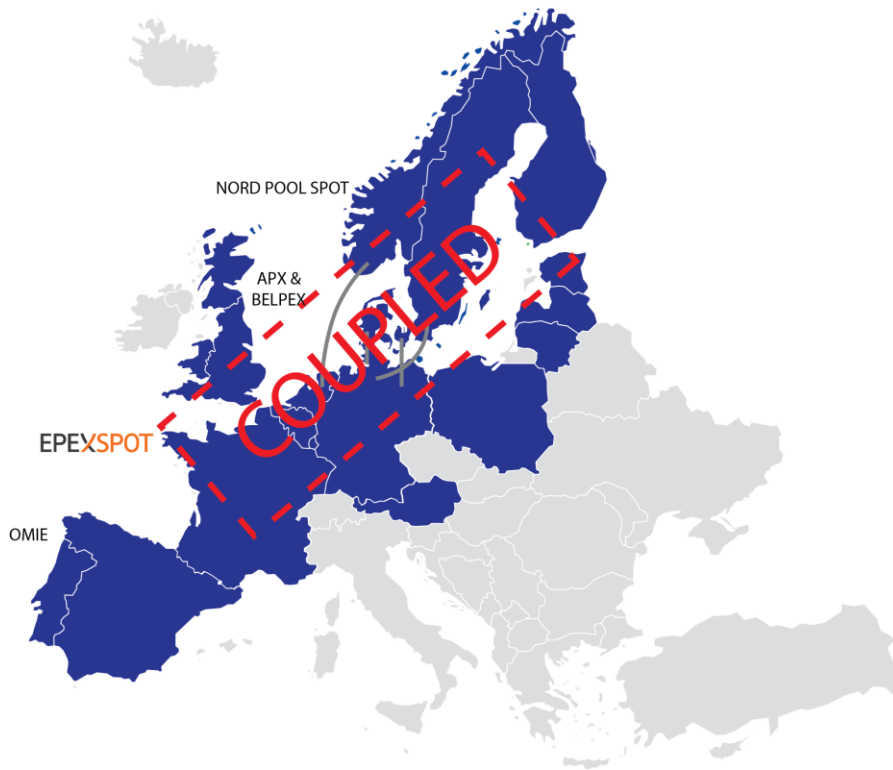 NORD POOL SPOT
APX &
BELPEX
COUPLED
EPEXSPOT
OMIE